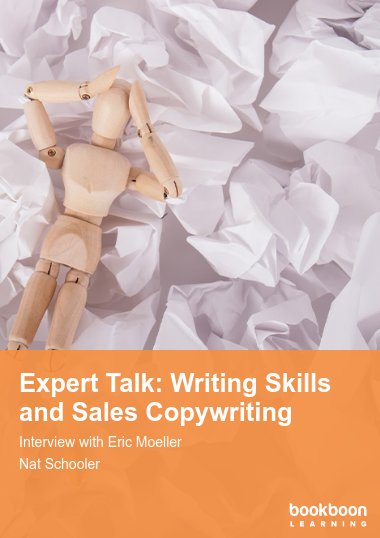 Expert Talk: Writing Skills
and Sales Copywriting
Interview with Eric Moeller
Nat Schooler
bookboon
LEARNING